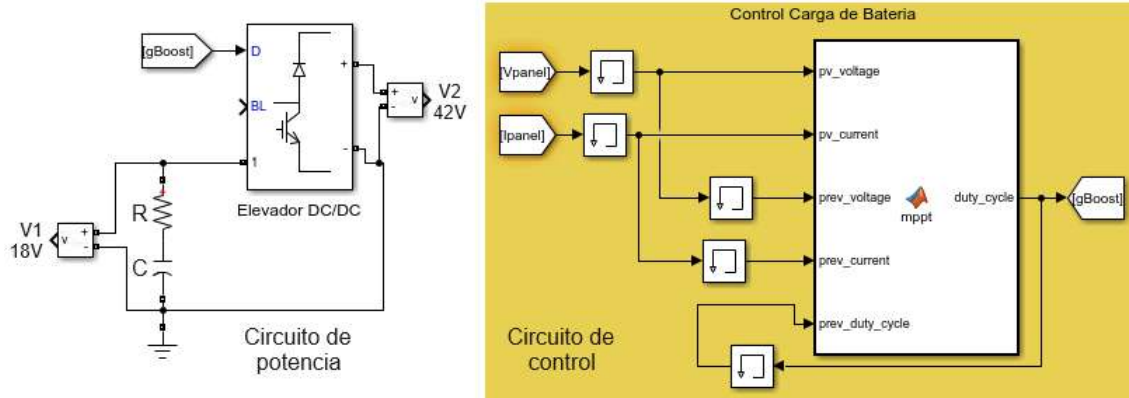 [gBoost]
D
BL
1
+
-
+
-
v
V2
42V
Elevador DC/DC
V1
18V
v
+
-
+
R
C
Circuito de
potencia
Control Carga de Bateria
[Vpanel]
[Ipanel]
pv_voltage
pv_current
prev_voltage
prev_current
prev_duty_cycle
mppt
duty_cycle
[gBoost]
Circuito de
control